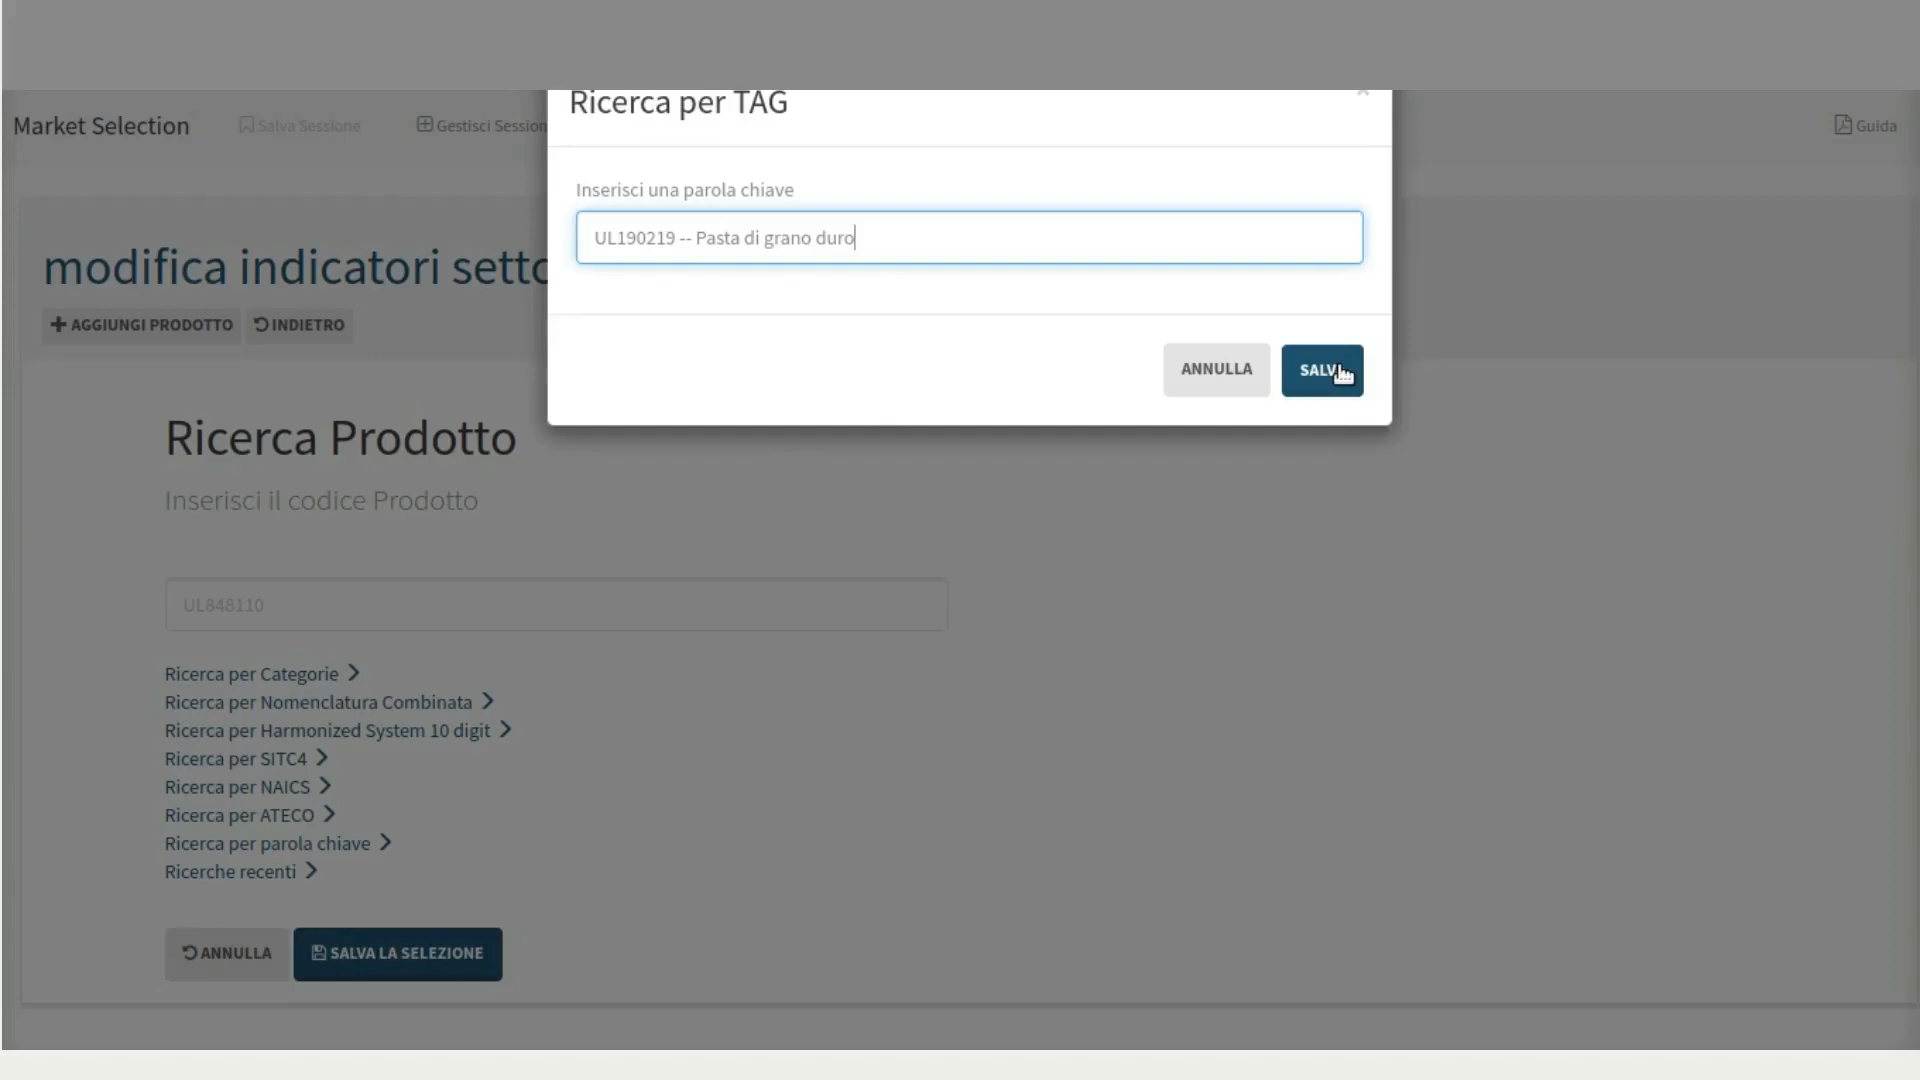 Ricerca per TAG
Market Selection
Salva Sessione
Gestisci Session
Guida
Inserisci una parola chiave
UL190219 -- Pasta di grano duro
modifica indicatori setto
AGGIUNGI PRODOTTO
INDIETRO
ANNULLA
Ricerca Prodotto
Inserisci il codice Prodotto
UL848110
Ricerca per Categorie
Ricerca per Nomenclatura Combinata
Ricerca per Harmonized System 10 digit
Ricerca per SITC4
Ricerca per NAICS
Ricerca per ATECO
Ricerca per parola chiave
Ricerche recenti
ANNULLA
SALVA LA SELEZIONE